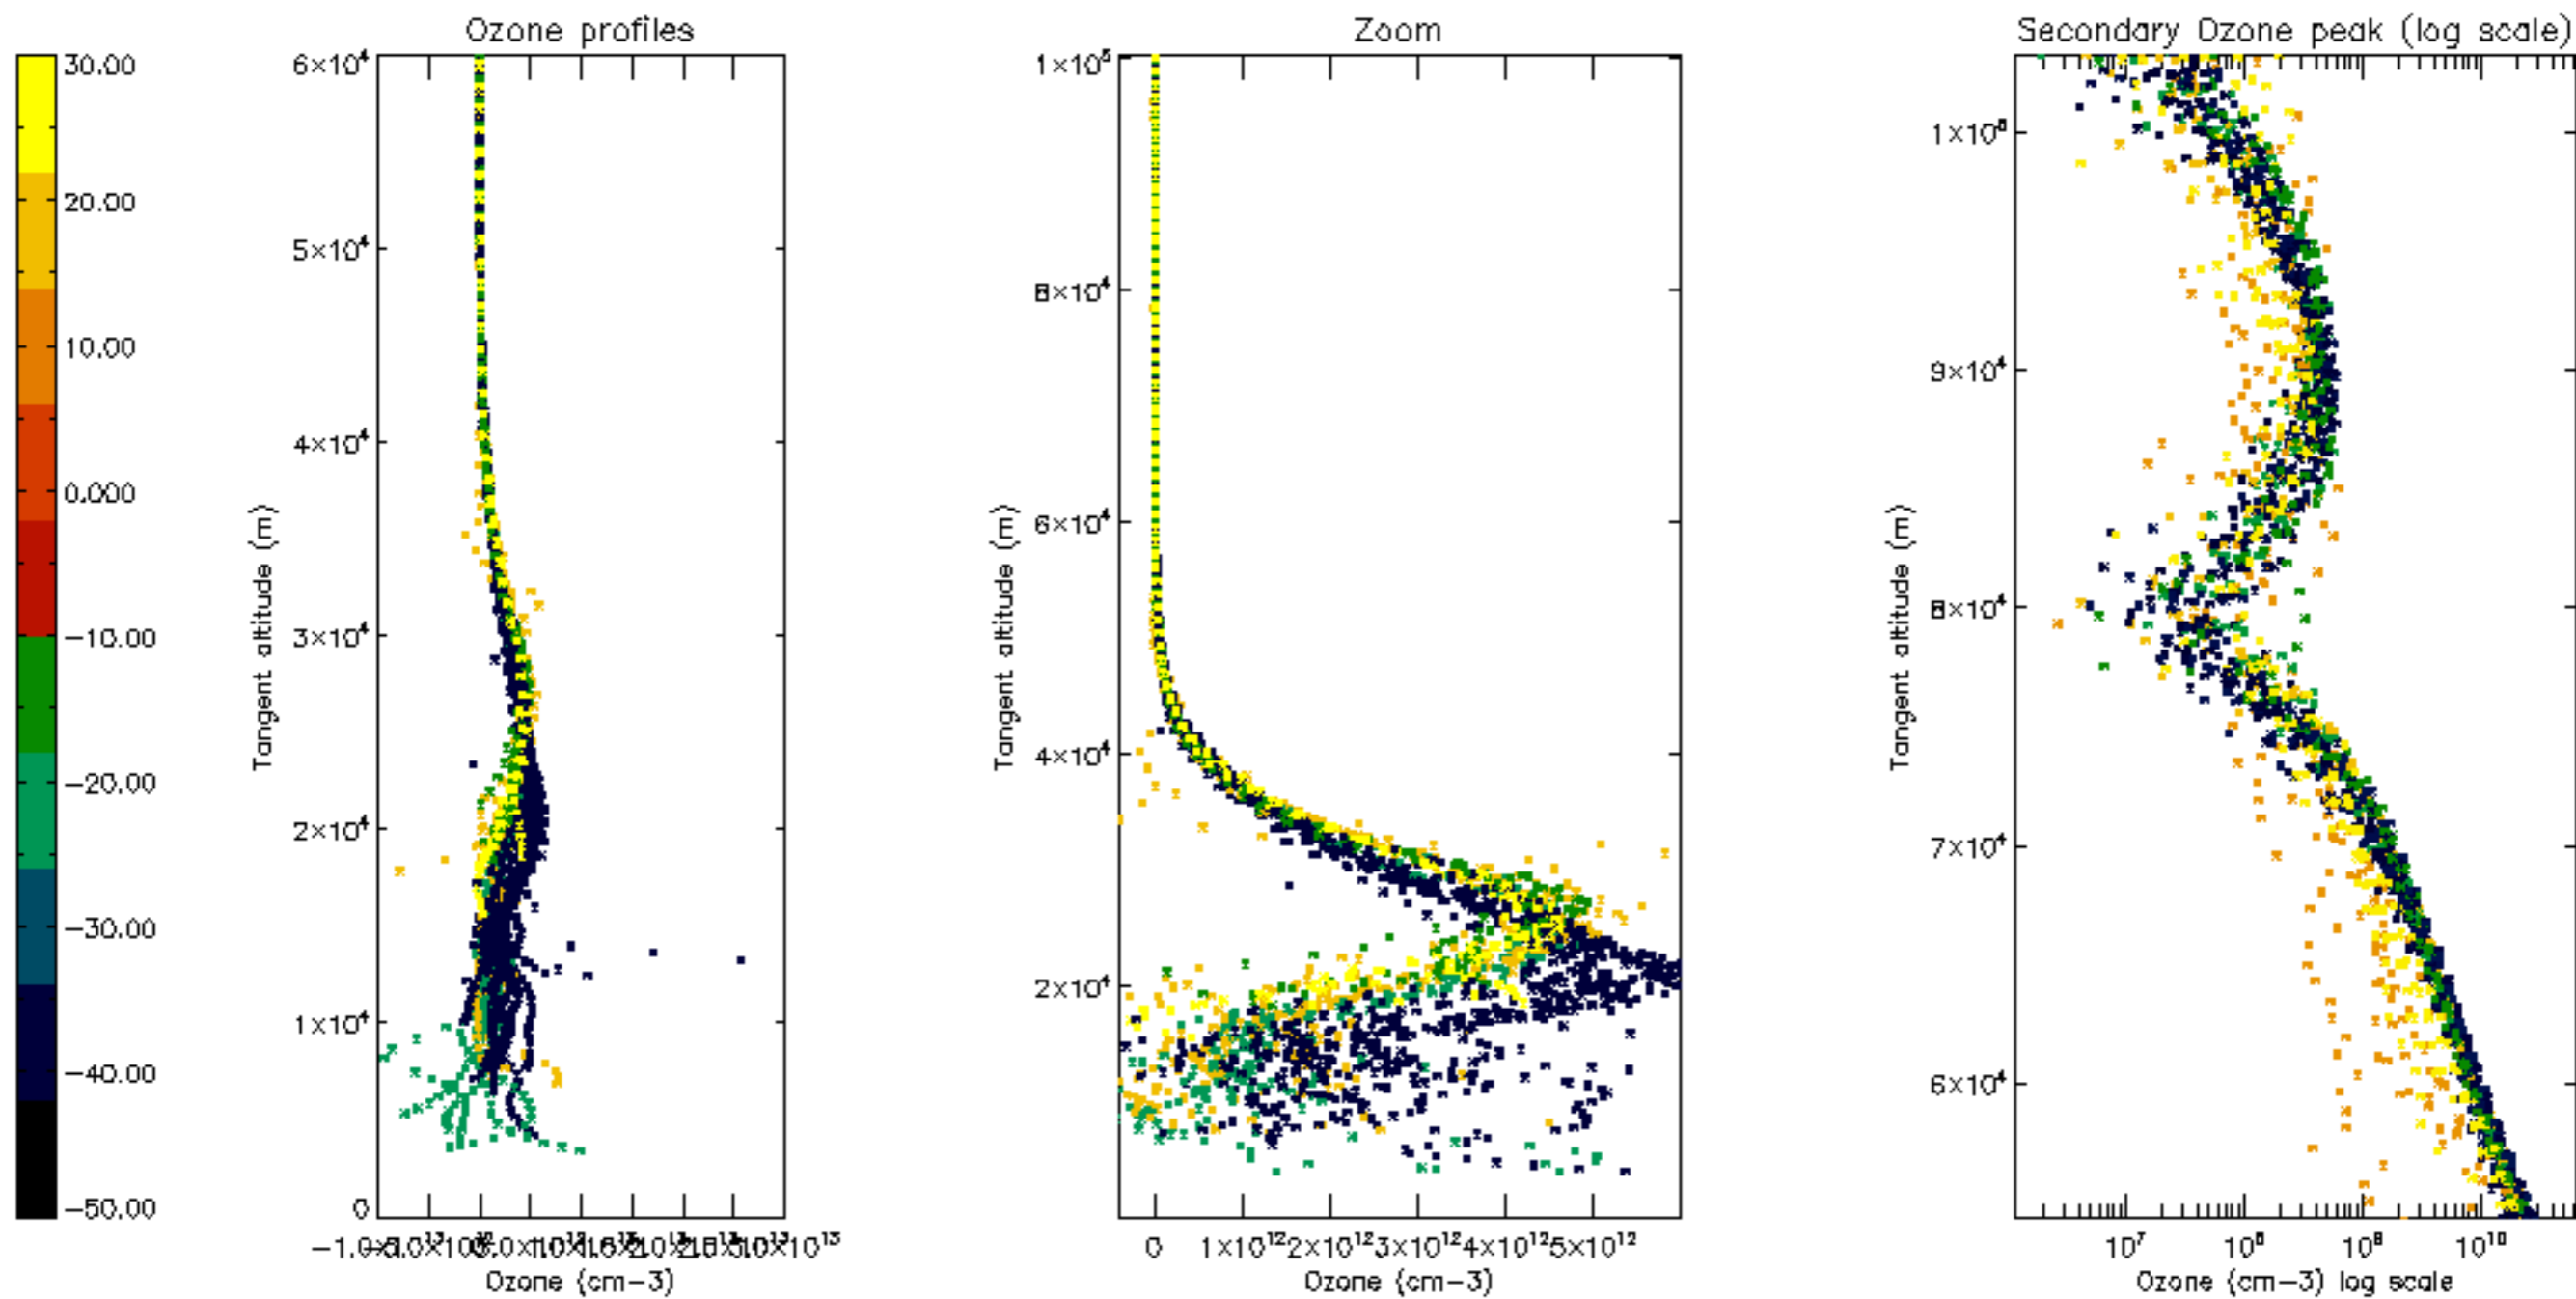 Ozone profiles
Zoom
Secondary Ozone peak (log scale)
30.00
20.00
10.00
0.000
-10.00
-20.00
-30.00
-40.00
-50.00
Tangent altitude (m)
6×10⁴
5×10⁴
4×10⁴
3×10⁴
2×10⁴
1×10⁴
0
Ozone (cm-3)
Tangent altitude (m)
1×10⁵
8×10⁴
6×10⁴
4×10⁴
2×10⁴
0 1×10¹² 2×10¹² 3×10¹² 4×10¹² 5×10¹²
Ozone (cm-3)
Tangent altitude (m)
1×10⁵
9×10⁴
8×10⁴
7×10⁴
6×10⁴
10⁷ 10⁸ 10⁹ 10¹⁰
Ozone (cm-3) log scale